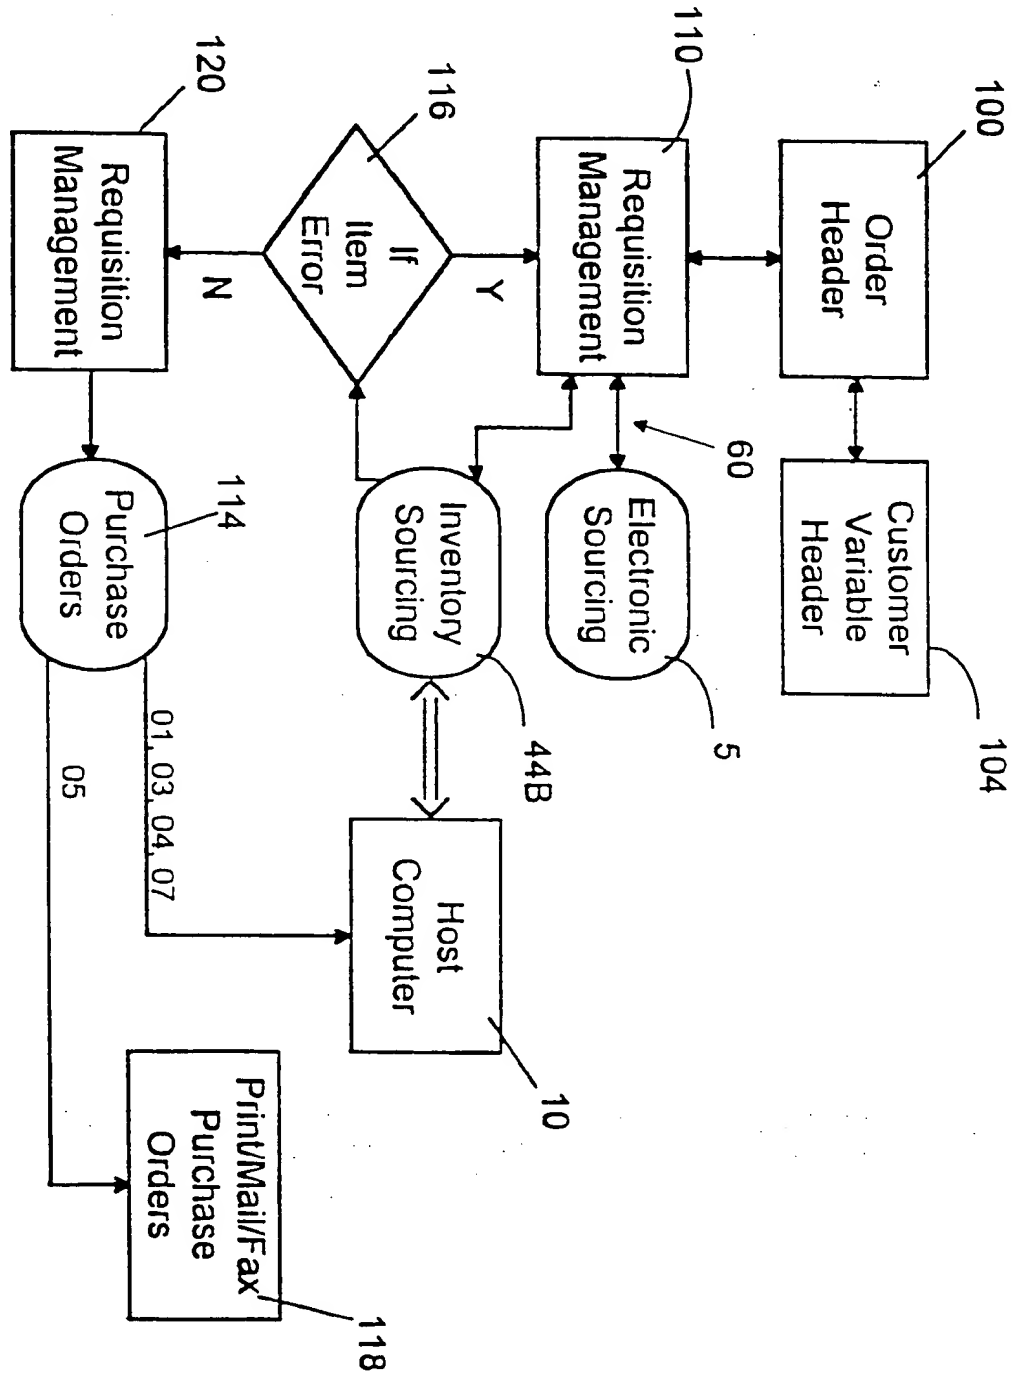 100
Order
Header
Customer
Variable
Header
104
110
Requisition
Management
60
Electronic
Sourcing
5
116
If
Item
Error
Y
N
Inventory
Sourcing
44B
Host
Computer
10
120
Requisition
Management
114
Purchase
Orders
01, 03, 04, 07
05
Print/Mail/Fax
Purchase
Orders
118